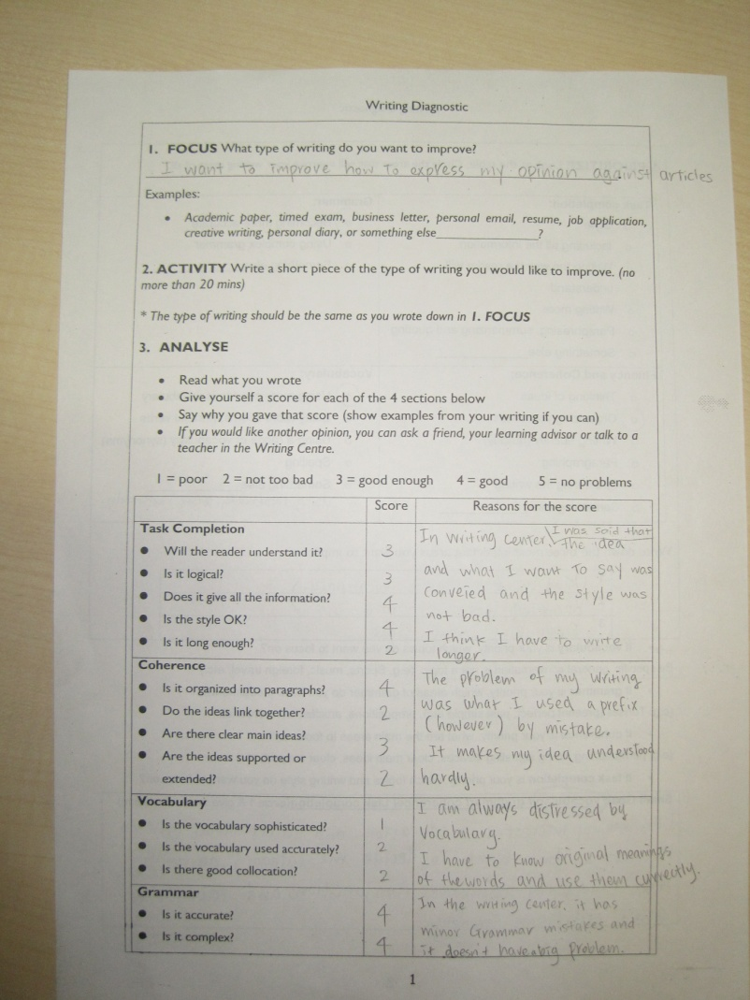 Writing Diagnostic
1. FOCUS What type of writing do you want to improve?
I want to improve how to express my opinion against articles
Examples:
• Academic paper, timed exam, business letter, personal email, resume, job application,
creative writing, personal diary, or something else_______________?
2. ACTIVITY Write a short piece of the type of writing you would like to improve. (no
more than 20 mins)
* The type of writing should be the same as you wrote down in 1. FOCUS
3. ANALYSE
• Read what you wrote
• Give yourself a score for each of the 4 sections below
• Say why you gave that score (show examples from your writing if you can)
• If you would like another opinion, you can ask a friend, your learning advisor or talk to a
teacher in the Writing Centre.
1 = poor 2 = not too bad 3 = good enough 4 = good 5 = no problems
Score Reasons for the score
Task Completion
• Will the reader understand it? 3
• Is it logical? 3
• Does it give all the information? 4
• Is the style OK? 4
• Is it long enough? 2
In writing center, I was said that
the idea
and what I want to say was
conveied and the style was
not bad.
I think I have to write
longer.
Coherence
• Is it organized into paragraphs? 4
• Do the ideas link together? 2
• Are there clear main ideas? 3
• Are the ideas supported or
extended? 2
The problem of my writing
was what I used a prefix
(however) by mistake.
It makes my idea understood
hardly.
Vocabulary
• Is the vocabulary sophisticated? 1
• Is the vocabulary used accurately? 2
• Is there good collocation? 2
I am always distressed by
Vocabulary.
I have to know original meanings
of the words and use them currectly.
Grammar
• Is it accurate? 4
• Is it complex? 4
In the writing center, it has
minor Grammar mistakes and
it doesn't have a big problem.
1